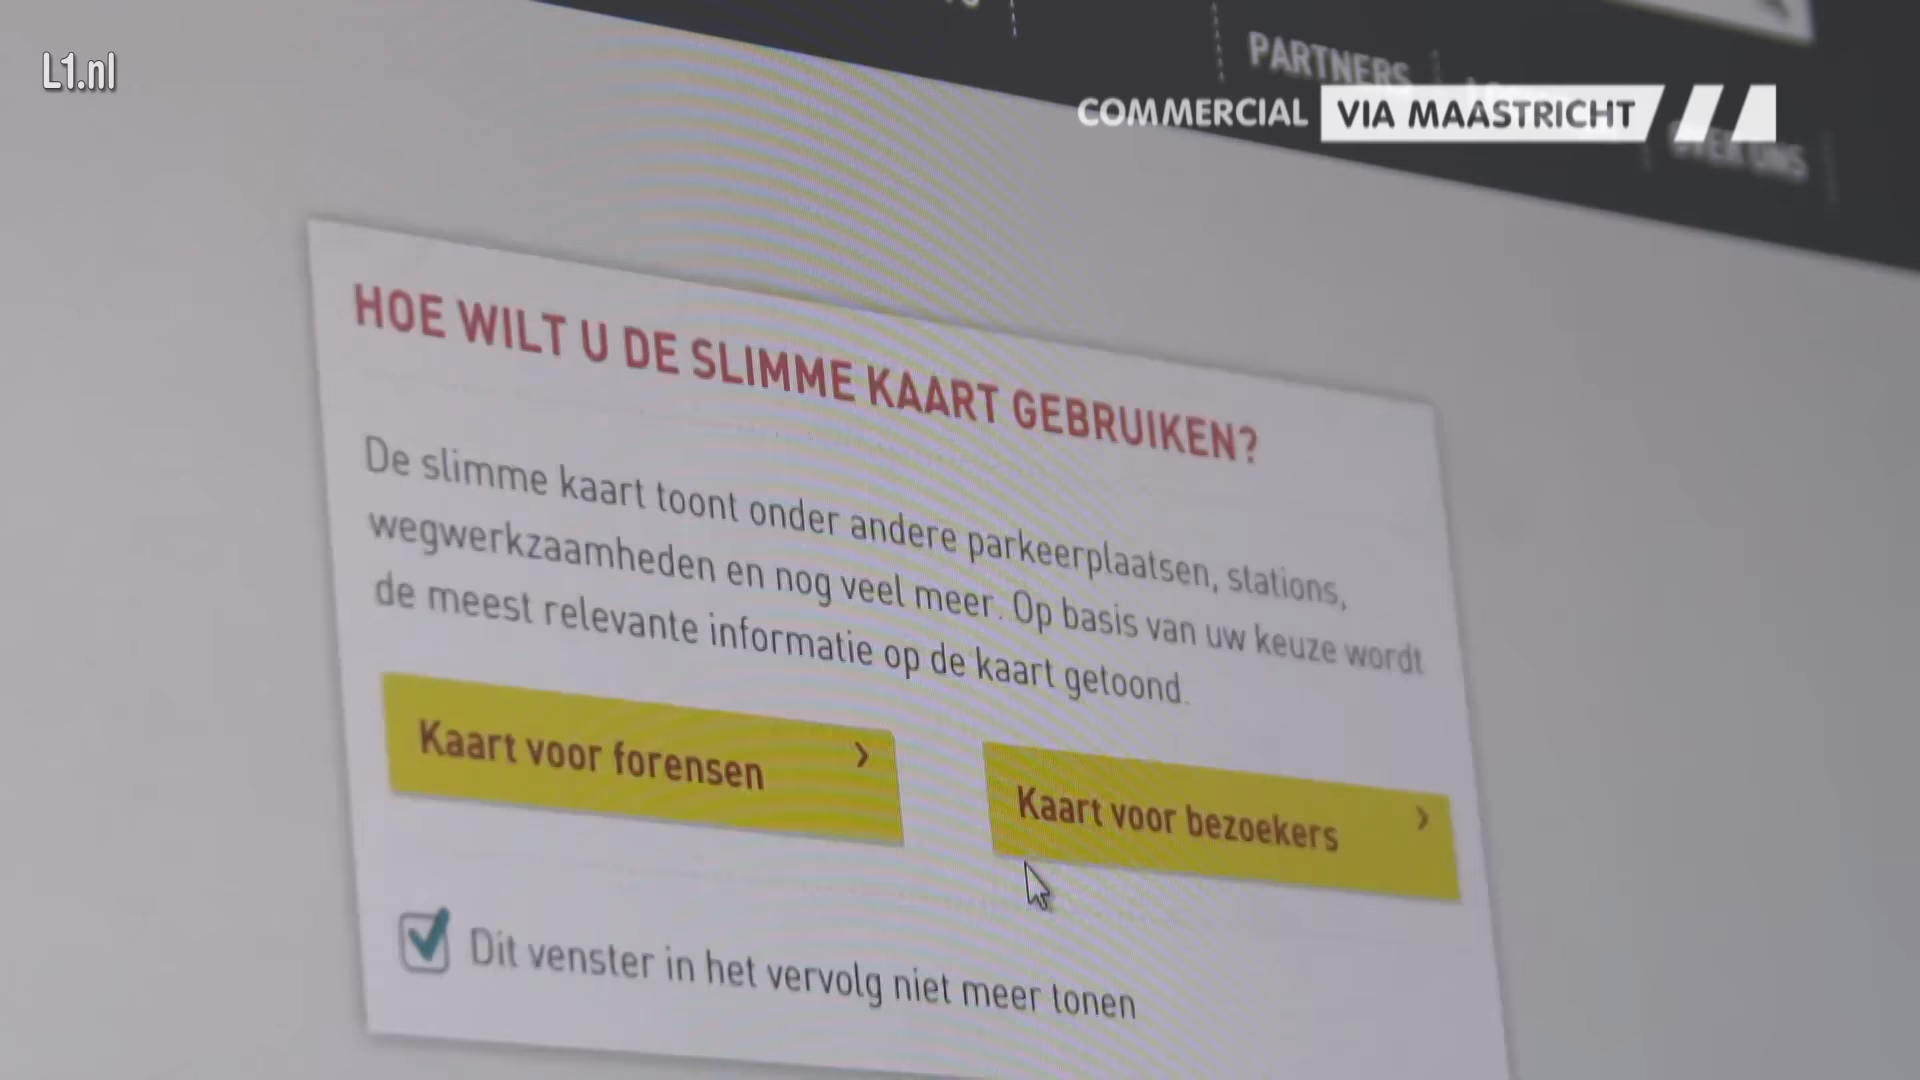 L1.nl
PARTNERS
COMMERCIAL VIA MAASTRICHT
OVER ONS
HOE WILT U DE SLIMME KAART GEBRUIKEN?
De slimme kaart toont onder andere parkeerplaatsen, stations,
wegwerkzaamheden en nog veel meer. Op basis van uw keuze wordt
de meest relevante informatie op de kaart getoond.
Kaart voor forensen
Kaart voor bezoekers
Dit venster in het vervolg niet meer tonen